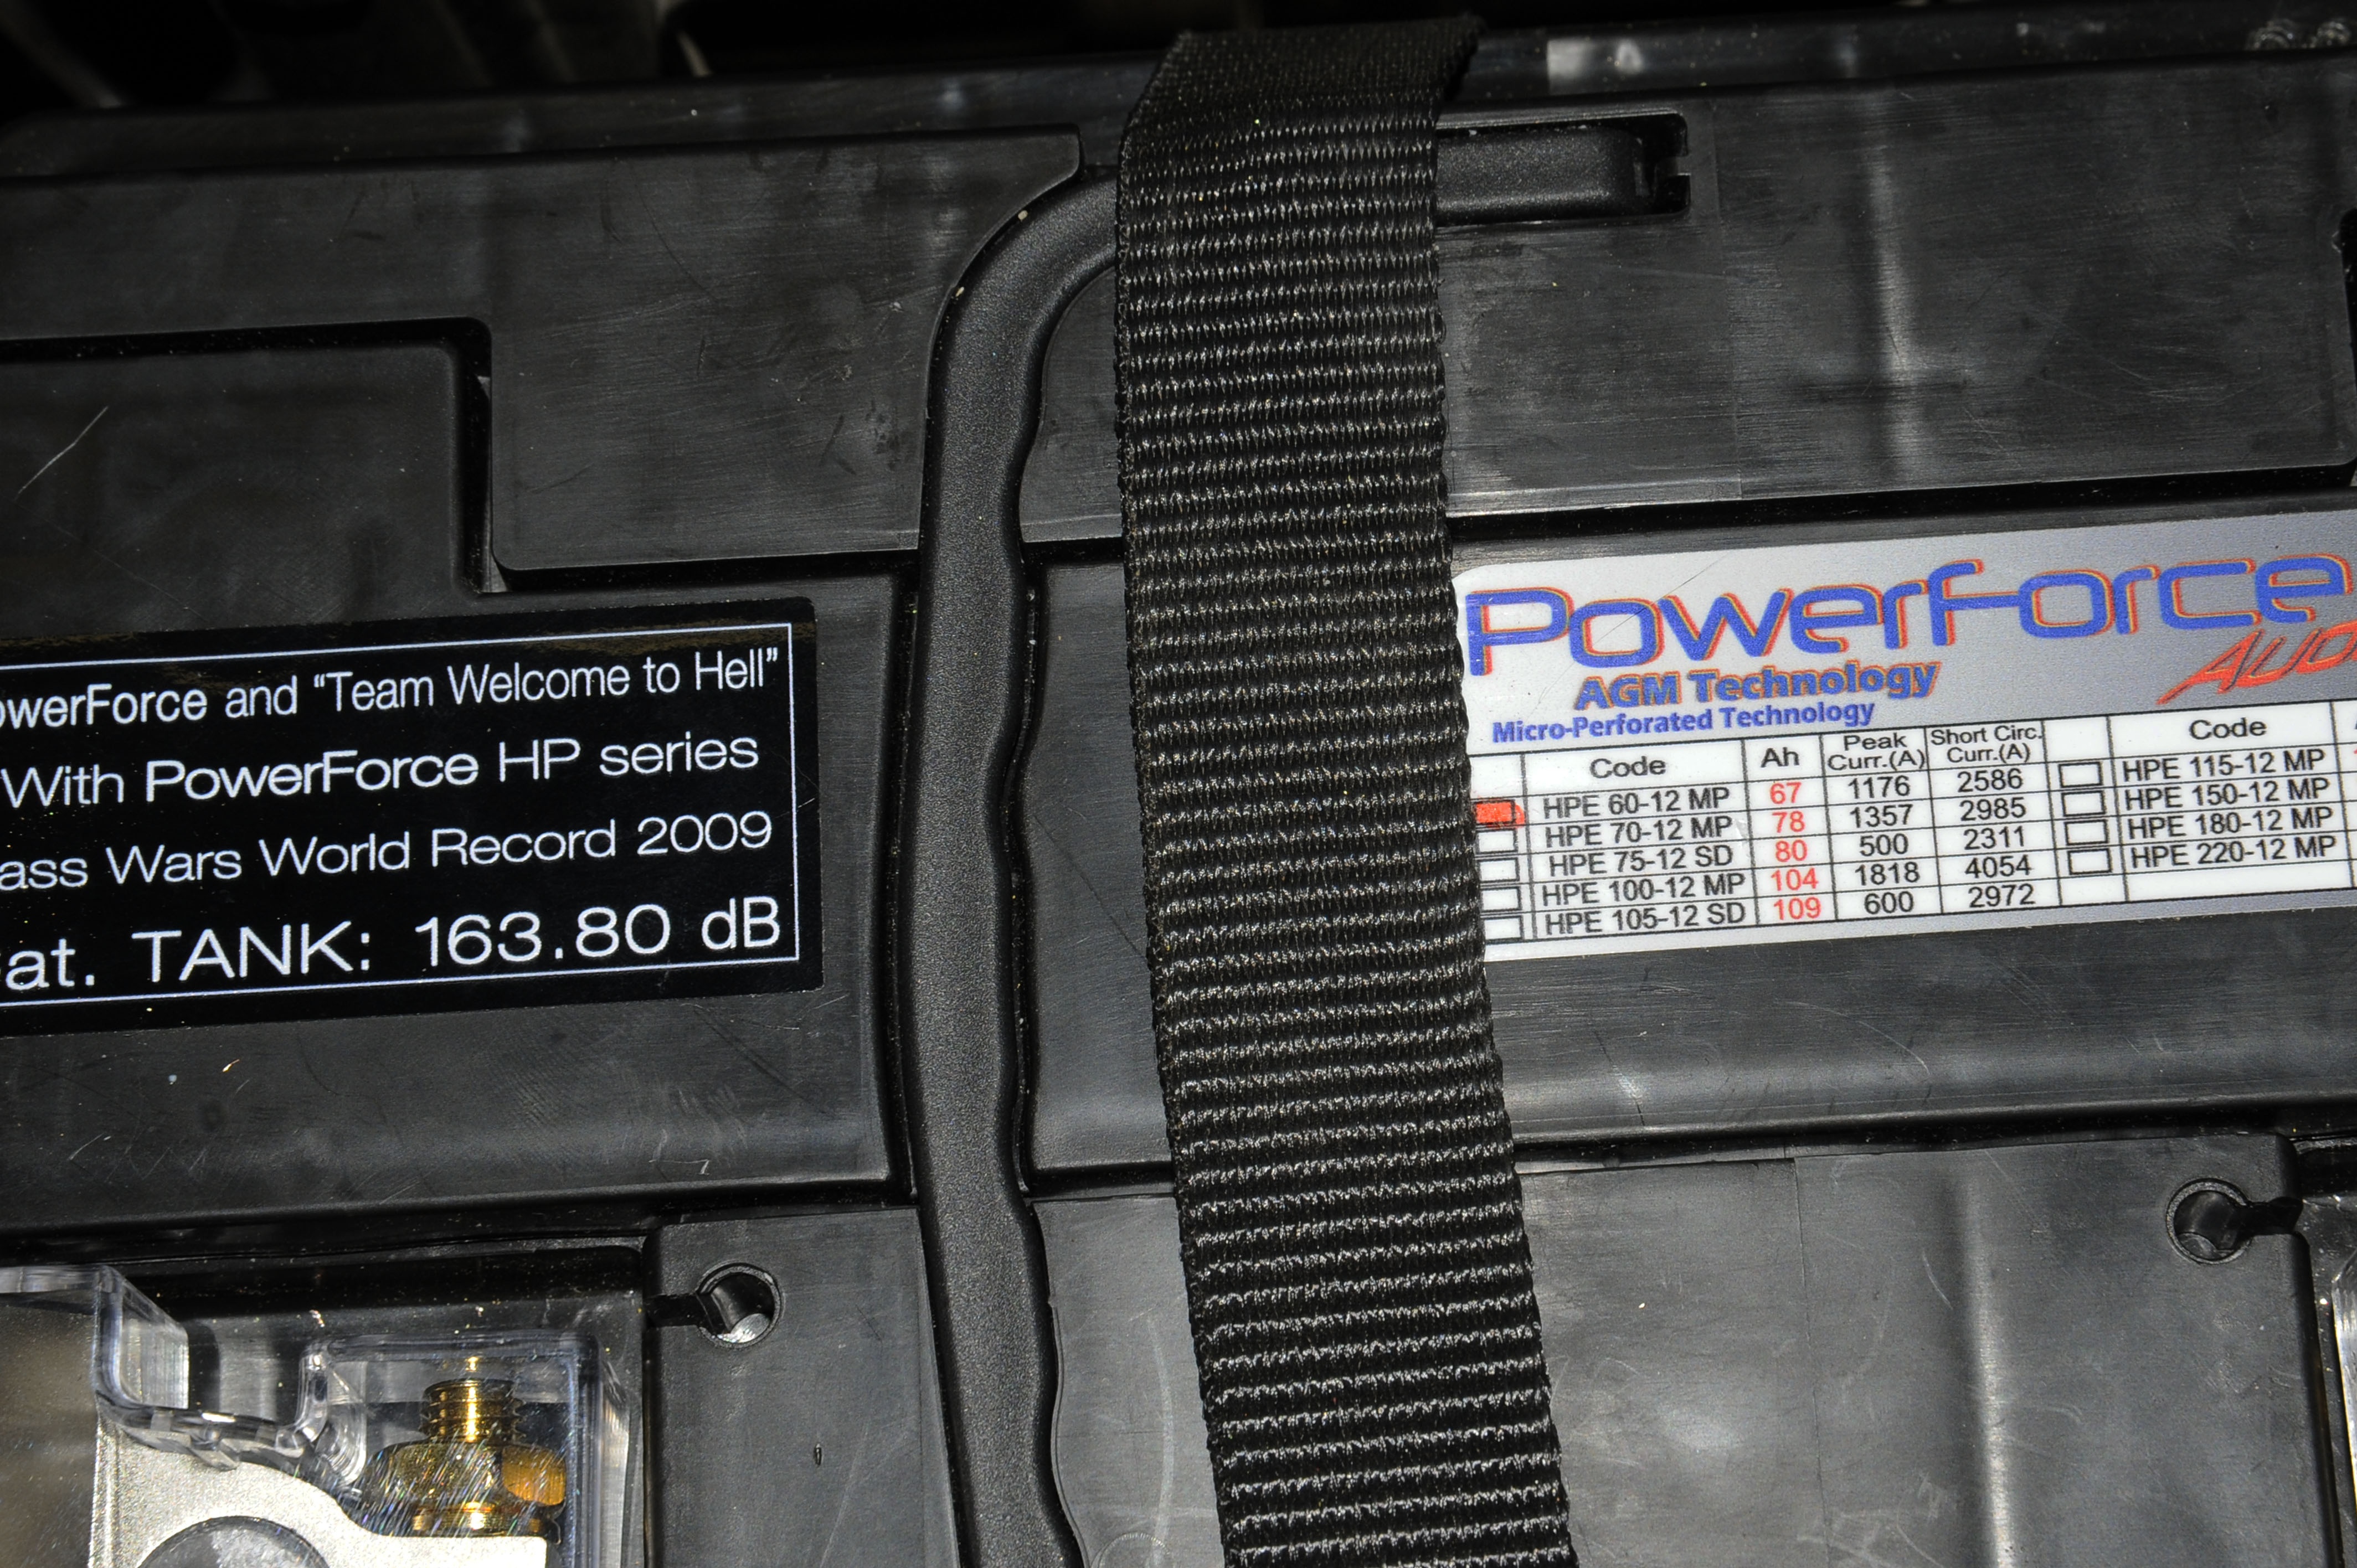 owerForce and “Team Welcome to Hell”
With PowerForce HP series
ass Wars World Record 2009
at. TANK: 163.80 dB
PowerForce
AUDI
AGM Technology
Micro-Perforated Technology
Code Ah Peak Curr.(A) Short Circ. Curr.(A) Code
HPE 60-12 MP 67 1176 2586 HPE 115-12 MP
HPE 70-12 MP 78 1357 2985 HPE 150-12 MP
HPE 75-12 SD 80 500 2311 HPE 180-12 MP
HPE 100-12 MP 104 1818 4054 HPE 220-12 MP
HPE 105-12 SD 109 600 2972